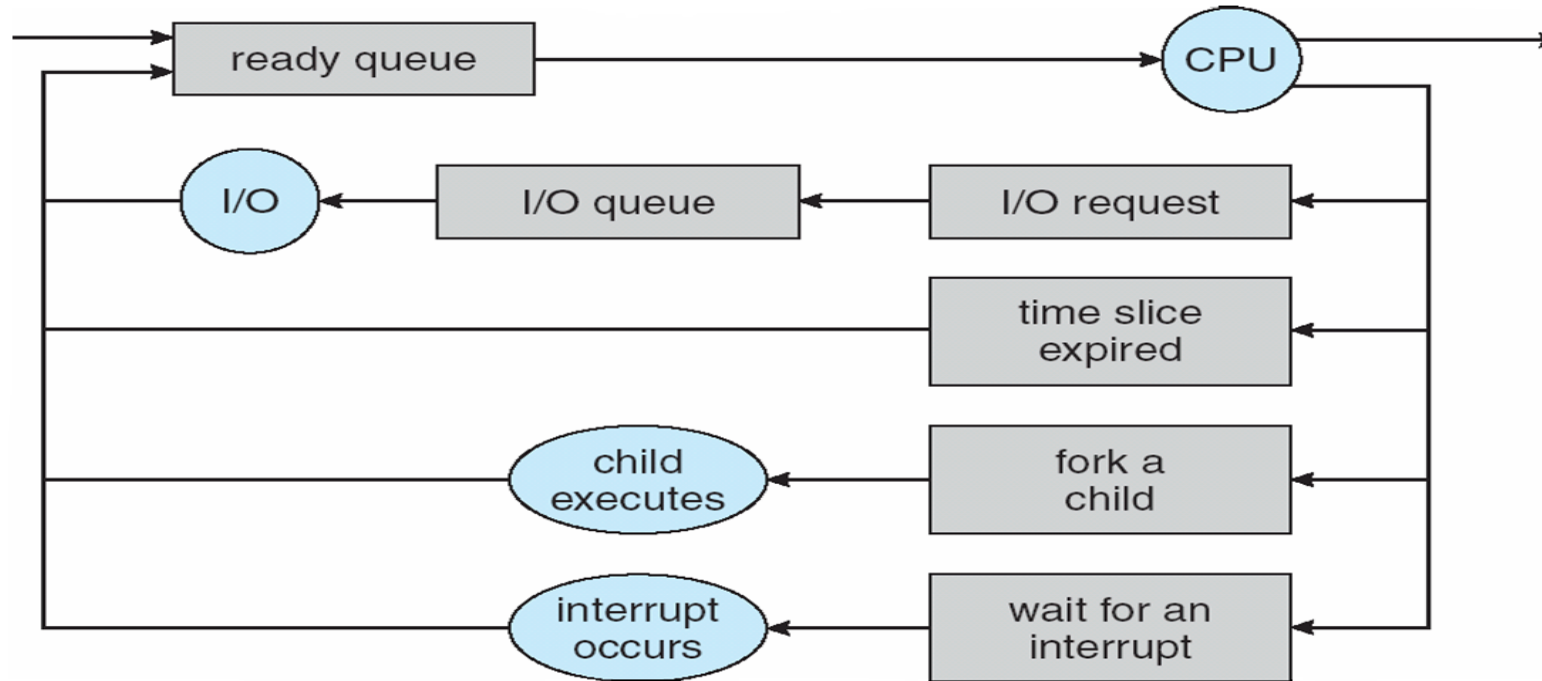 ready queue
CPU
I/O
I/O queue
I/O request
time slice
expired
child
executes
fork a
child
interrupt
occurs
wait for an
interrupt